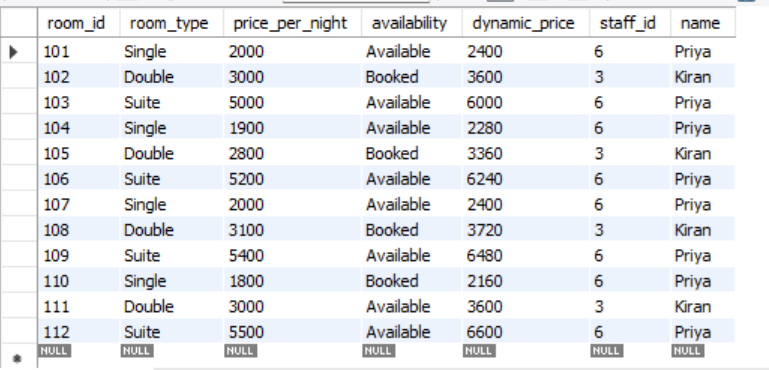 room_id room_type price_per_night availability dynamic_price staff_id name
101 Single 2000 Available 2400 6 Priya
102 Double 3000 Booked 3600 3 Kiran
103 Suite 5000 Available 6000 6 Priya
104 Single 1900 Available 2280 6 Priya
105 Double 2800 Booked 3360 3 Kiran
106 Suite 5200 Available 6240 6 Priya
107 Single 2000 Available 2400 6 Priya
108 Double 3100 Booked 3720 3 Kiran
109 Suite 5400 Available 6480 6 Priya
110 Single 1800 Booked 2160 6 Priya
111 Double 3000 Available 3600 3 Kiran
112 Suite 5500 Available 6600 6 Priya
NULL NULL NULL NULL NULL NULL NULL